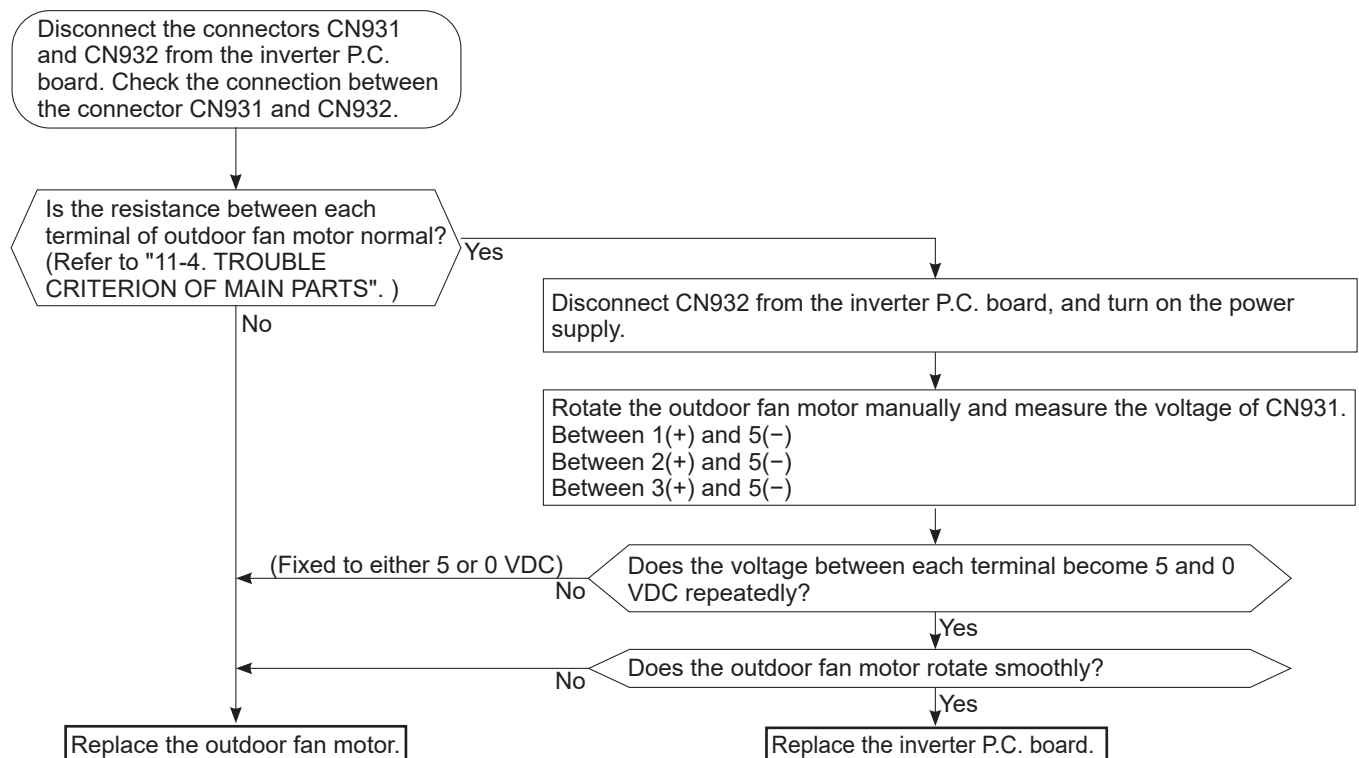 Disconnect the connectors CN931
and CN932 from the inverter P.C.
board. Check the connection between
the connector CN931 and CN932.
Is the resistance between each
terminal of outdoor fan motor normal?
(Refer to "11-4. TROUBLE
CRITERION OF MAIN PARTS". )
Yes
No
Disconnect CN932 from the inverter P.C. board, and turn on the power
supply.
Rotate the outdoor fan motor manually and measure the voltage of CN931.
Between 1(+) and 5(−)
Between 2(+) and 5(−)
Between 3(+) and 5(−)
(Fixed to either 5 or 0 VDC)
No
Does the voltage between each terminal become 5 and 0
VDC repeatedly?
Yes
No
Does the outdoor fan motor rotate smoothly?
Yes
Replace the outdoor fan motor.
Replace the inverter P.C. board.